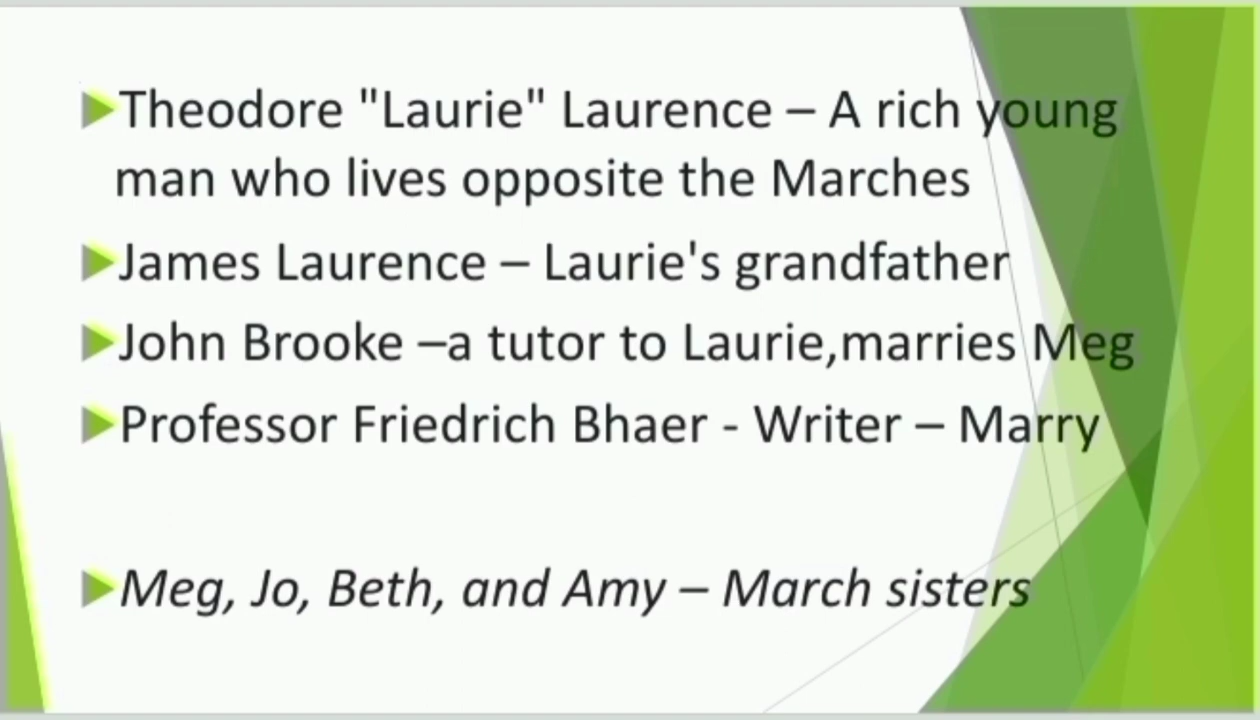 Theodore "Laurie" Laurence – A rich young
man who lives opposite the Marches
James Laurence – Laurie's grandfather
John Brooke –a tutor to Laurie,marries Meg
Professor Friedrich Bhaer - Writer – Marry
Meg, Jo, Beth, and Amy – March sisters